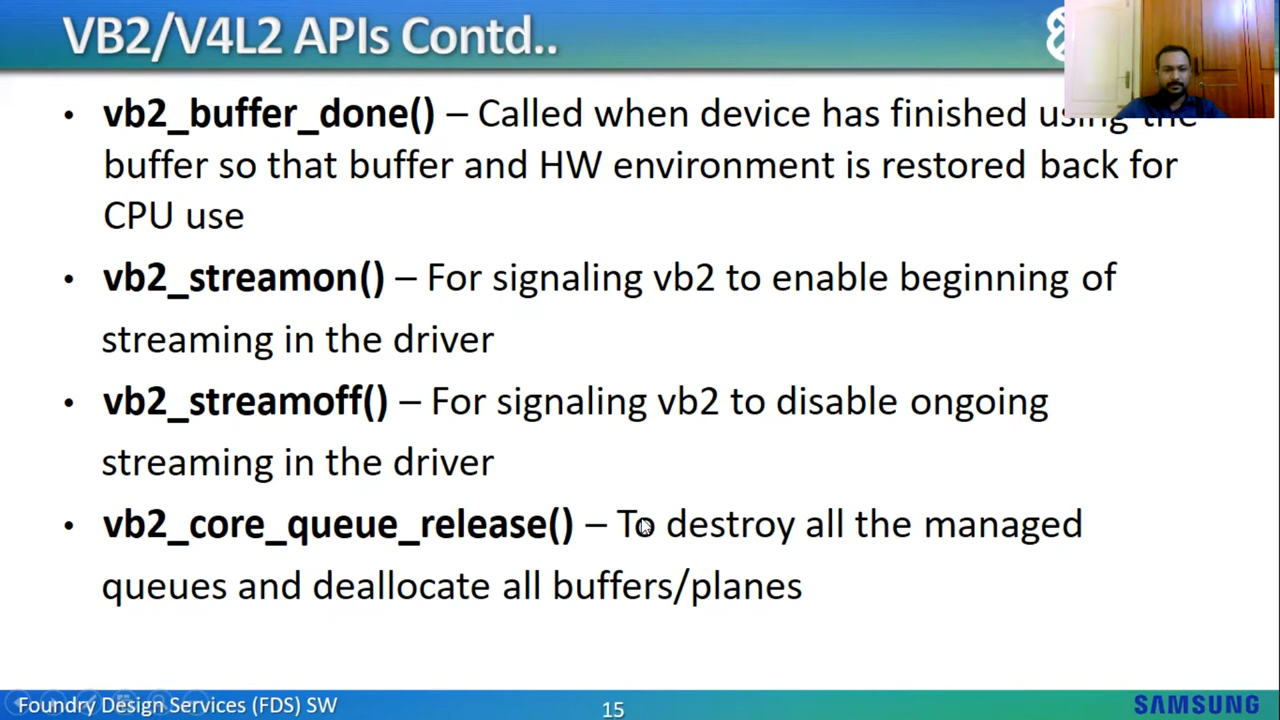 VB2/V4L2 APIs Contd..
• vb2_buffer_done() – Called when device has finished using the
buffer so that buffer and HW environment is restored back for
CPU use
• vb2_streamon() – For signaling vb2 to enable beginning of
streaming in the driver
• vb2_streamoff() – For signaling vb2 to disable ongoing
streaming in the driver
• vb2_core_queue_release() – To destroy all the managed
queues and deallocate all buffers/planes
Foundry Design Services (FDS) SW
15
SAMSUNG